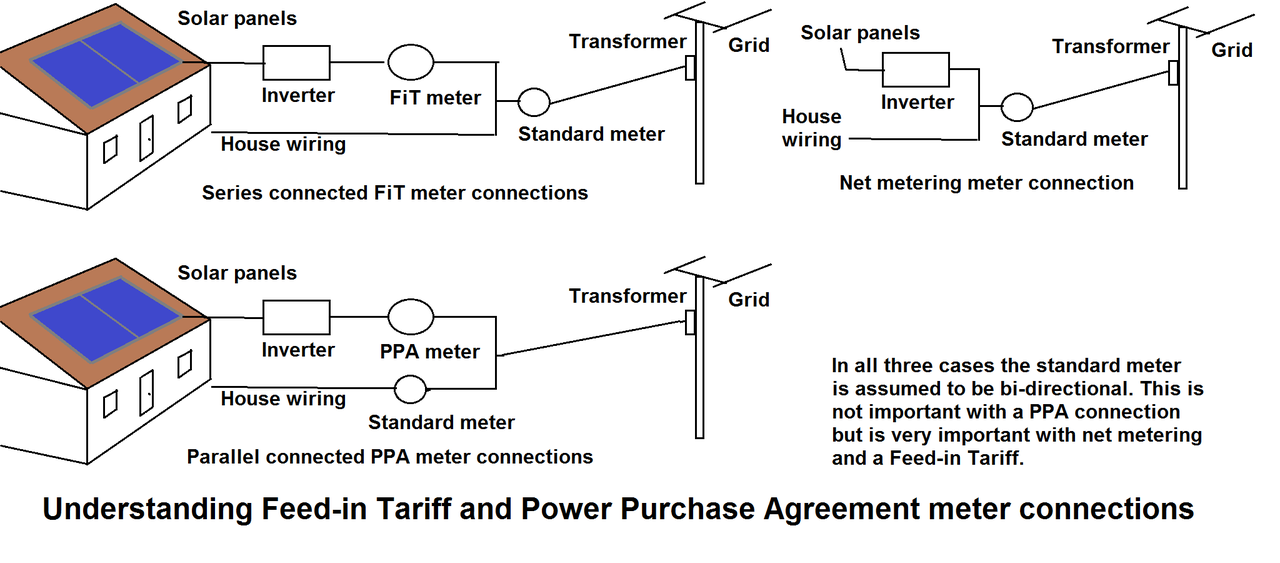 Solar panels
Transformer
Grid
Inverter
FiT meter
Standard meter
House wiring
Series connected FiT meter connections
Solar panels
Transformer
Grid
Inverter
House
wiring
Standard meter
Net metering meter connection
Solar panels
Transformer
Grid
Inverter
PPA meter
House wiring
Standard meter
Parallel connected PPA meter connections
In all three cases the standard meter
is assumed to be bi-directional. This is
not important with a PPA connection
but is very important with net metering
and a Feed-in Tariff.
Understanding Feed-in Tariff and Power Purchase Agreement meter connections